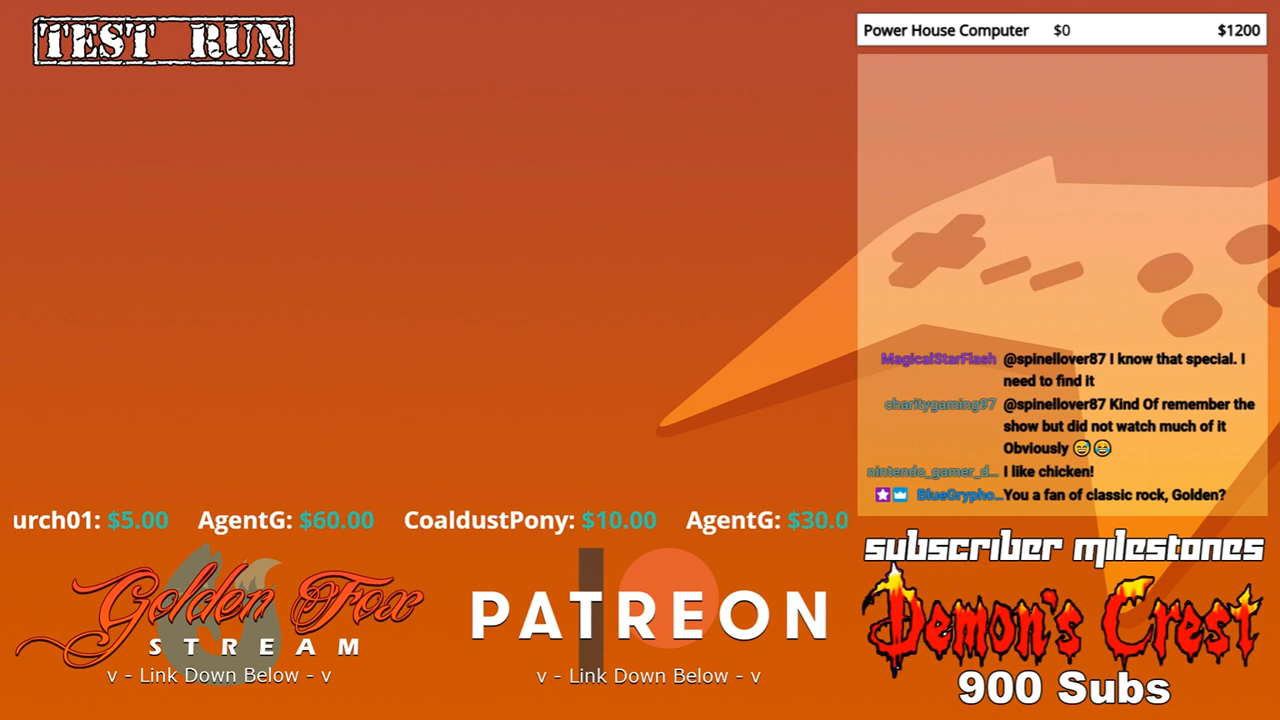 TEST RUN
Power House Computer $0 $1200
MagicalStarFlash @spinellover87 I know that special. I
need to find it
charitygaming97 @spinellover87 Kind Of remember the
show but did not watch much of it
Obviously 😅😂
nintendo_gamer_d... I like chicken!
BlueGrypho... You a fan of classic rock, Golden?
urch01: $5.00 AgentG: $60.00 CoaldustPony: $10.00 AgentG: $30.0
Golden Fox
STREAM
v - Link Down Below - v
PATREON
v - Link Down Below - v
subscriber milestones
Demon's Crest
900 Subs